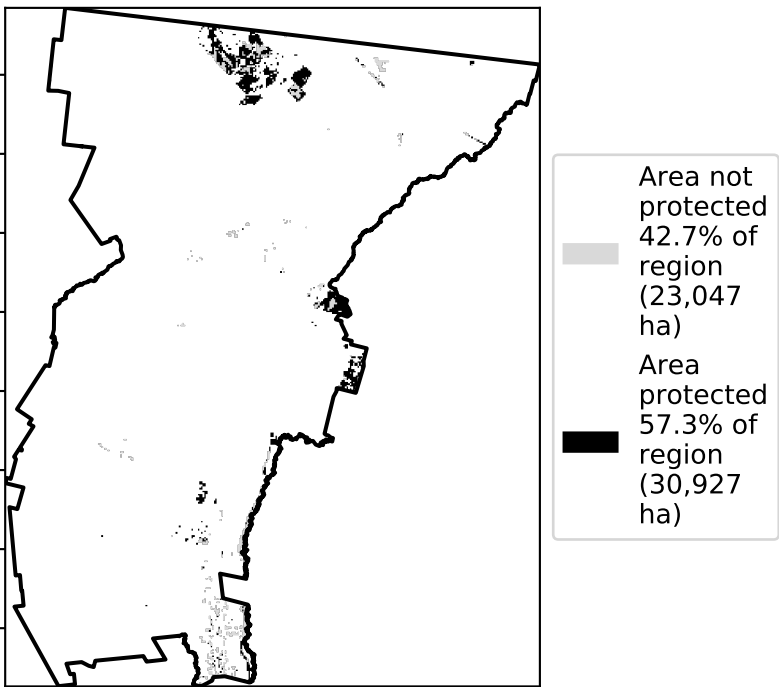 Area not
protected
42.7% of
region
(23,047
ha)
Area
protected
57.3% of
region
(30,927
ha)